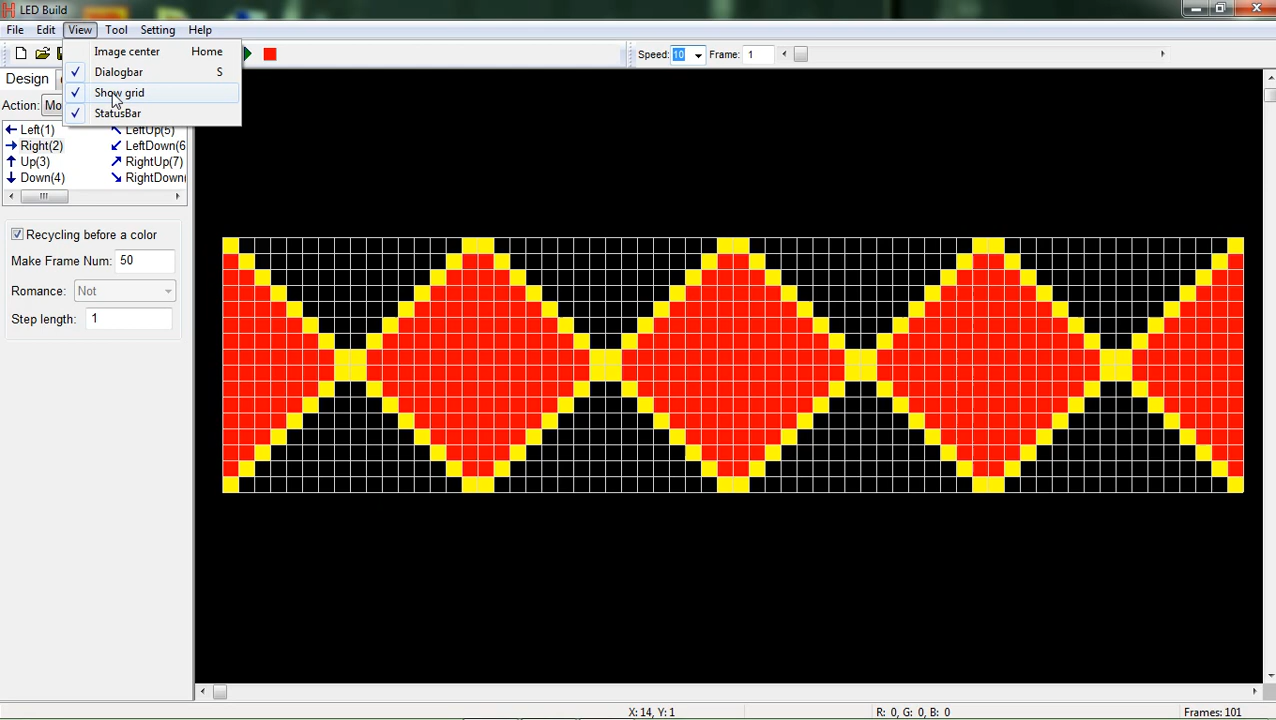 LED Build
File Edit View Tool Setting Help
Image center Home
Dialogbar S
Show grid
StatusBar
Speed: 10 Frame: 1
Design
Action: Mo
Left(1) LeftUp(5)
Right(2) LeftDown(6
Up(3) RightUp(7)
Down(4) RightDown(
Recycling before a color
Make Frame Num: 50
Romance: Not
Step length: 1
X: 14, Y: 1 R: 0, G: 0, B: 0 Frames: 101